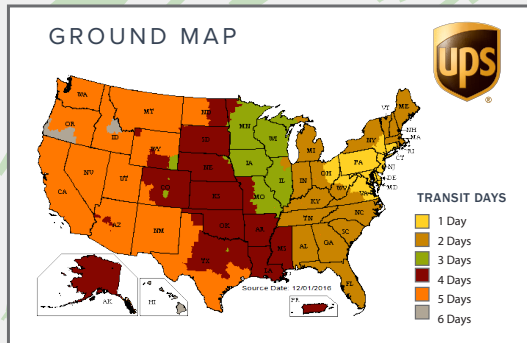 GROUND MAP
ups
WA
OR
ID
MT
ND
MN
WI
MI
NY
VT
ME
NH
MA
RI
CT
NJ
DE
MD
PA
OH
IN
IL
IA
SD
WY
NE
NV
UT
CO
KS
MO
KY
WV
VA
CA
AZ
NM
OK
AR
TN
NC
SC
MS
AL
GA
TX
LA
FL
AK
HI
PR
Source Date: 12/01/2016
TRANSIT DAYS
1 Day
2 Days
3 Days
4 Days
5 Days
6 Days